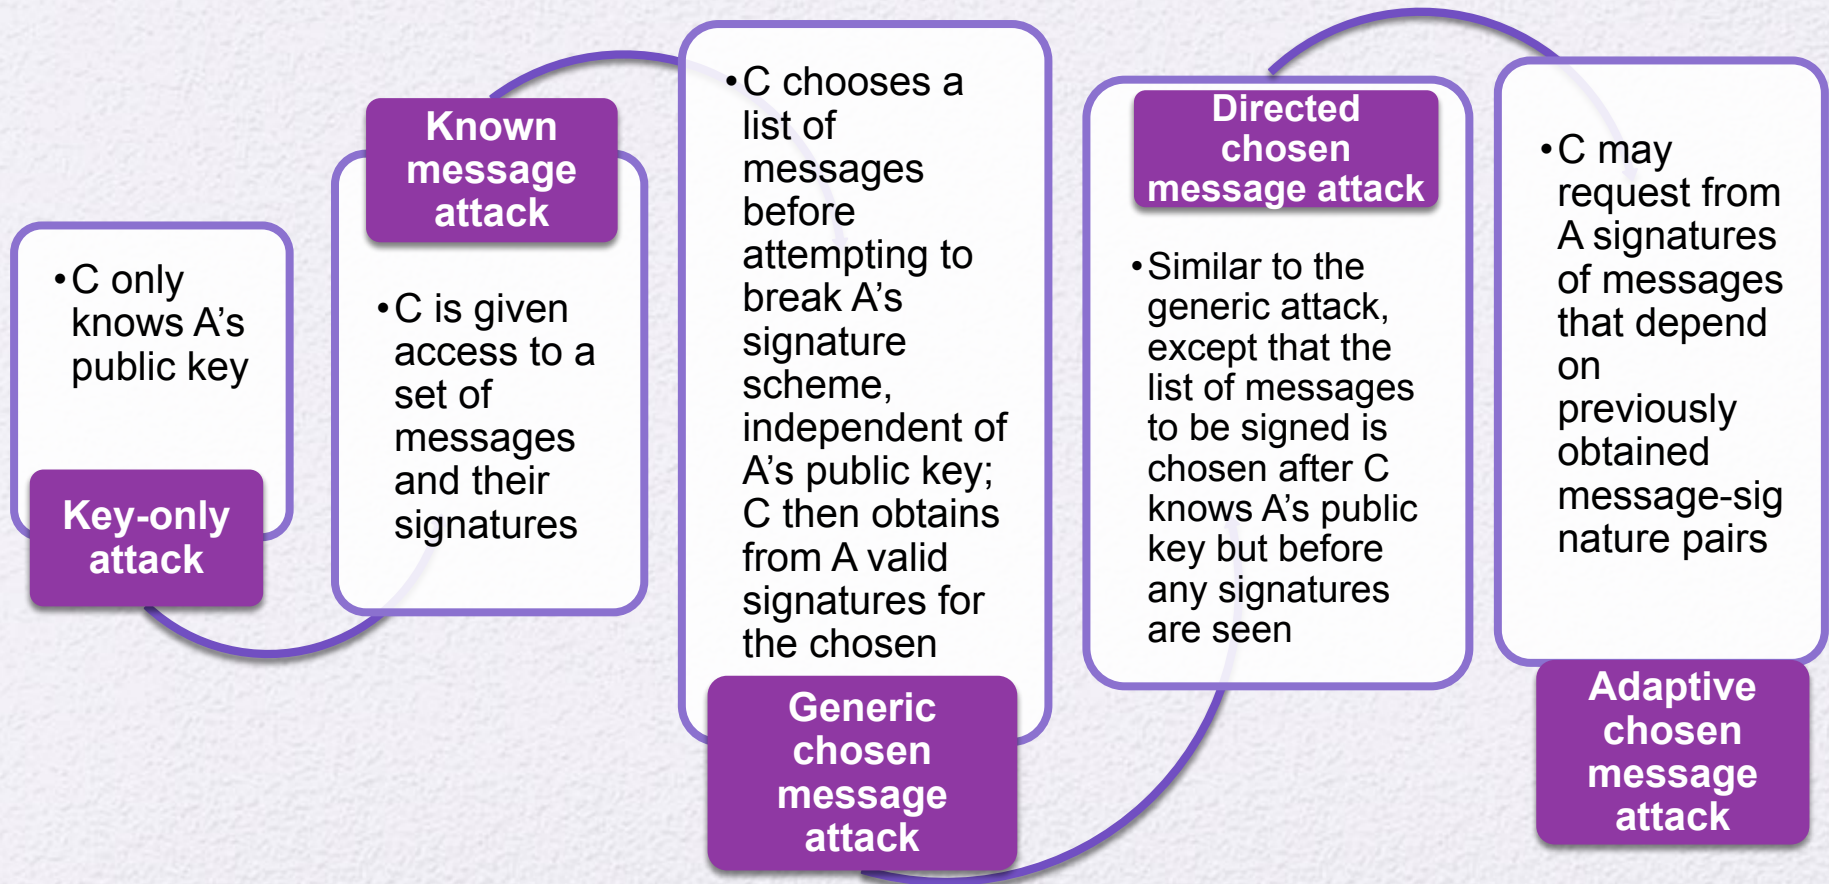 •C only
knows A’s
public key
Key-only
attack
Known
message
attack
•C is given
access to a
set of
messages
and their
signatures
•C chooses a
list of
messages
before
attempting to
break A’s
signature
scheme,
independent of
A’s public key;
C then obtains
from A valid
signatures for
the chosen
Generic
chosen
message
attack
Directed
chosen
message attack
•Similar to the
generic attack,
except that the
list of messages
to be signed is
chosen after C
knows A’s public
key but before
any signatures
are seen
•C may
request from
A signatures
of messages
that depend
on
previously
obtained
message-sig
nature pairs
Adaptive
chosen
message
attack